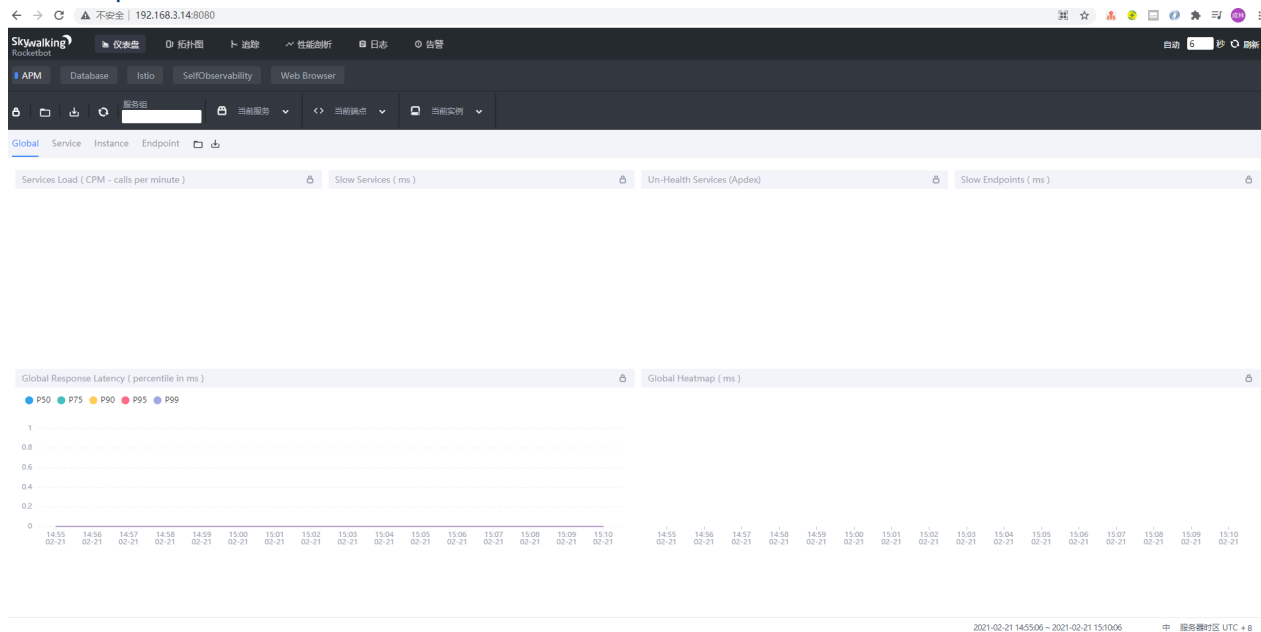 不安全 | 192.168.3.14:8080
Skywalking
Rocketbot
仪表盘 拓扑图 追踪 性能剖析 日志 告警 自动 6 秒 刷新
APM Database Istio SelfObservability Web Browser
服务组
当前服务 当前端点 当前实例
Global Service Instance Endpoint
Services Load ( CPM - calls per minute ) Slow Services ( ms ) Un-Health Services (Apdex) Slow Endpoints ( ms )
Global Response Latency ( percentile in ms ) Global Heatmap ( ms )
P50 P75 P90 P95 P99
1
0.8
0.6
0.4
0.2
0
14:55 14:56 14:57 14:58 14:59 15:00 15:01 15:02 15:03 15:04 15:05 15:06 15:07 15:08 15:09 15:10 14:55 14:56 14:57 14:58 14:59 15:00 15:01 15:02 15:03 15:04 15:05 15:06 15:07 15:08 15:09 15:10
02-21 02-21 02-21 02-21 02-21 02-21 02-21 02-21 02-21 02-21 02-21 02-21 02-21 02-21 02-21 02-21 02-21 02-21 02-21 02-21 02-21 02-21 02-21 02-21 02-21 02-21 02-21 02-21 02-21 02-21 02-21 02-21
2021-02-21 14:55:06 ~ 2021-02-21 15:10:06 中 服务器时区 UTC + 8